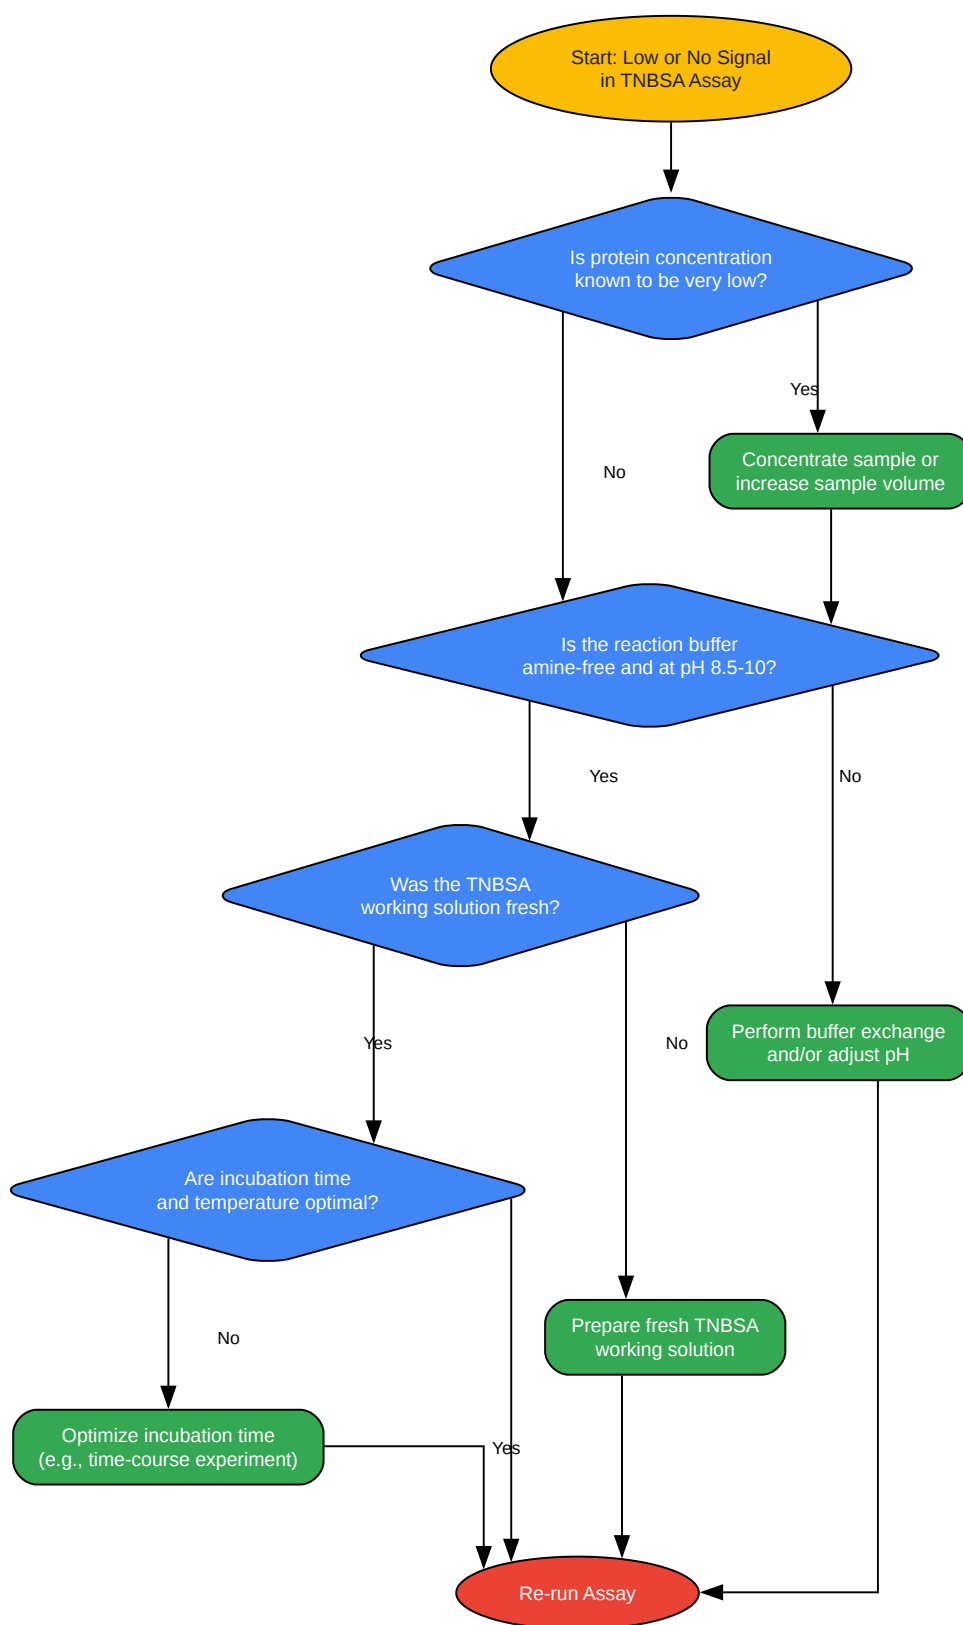 Start: Low or No Signal
in TNBSA Assay
Is protein concentration
known to be very low?
Yes
Concentrate sample or
increase sample volume
No
Is the reaction buffer
amine-free and at pH 8.5-10?
Yes
No
Was the TNBSA
working solution fresh?
Yes
No
Perform buffer exchange
and/or adjust pH
Are incubation time
and temperature optimal?
Prepare fresh TNBSA
working solution
No
Optimize incubation time
(e.g., time-course experiment)
Yes
Re-run Assay